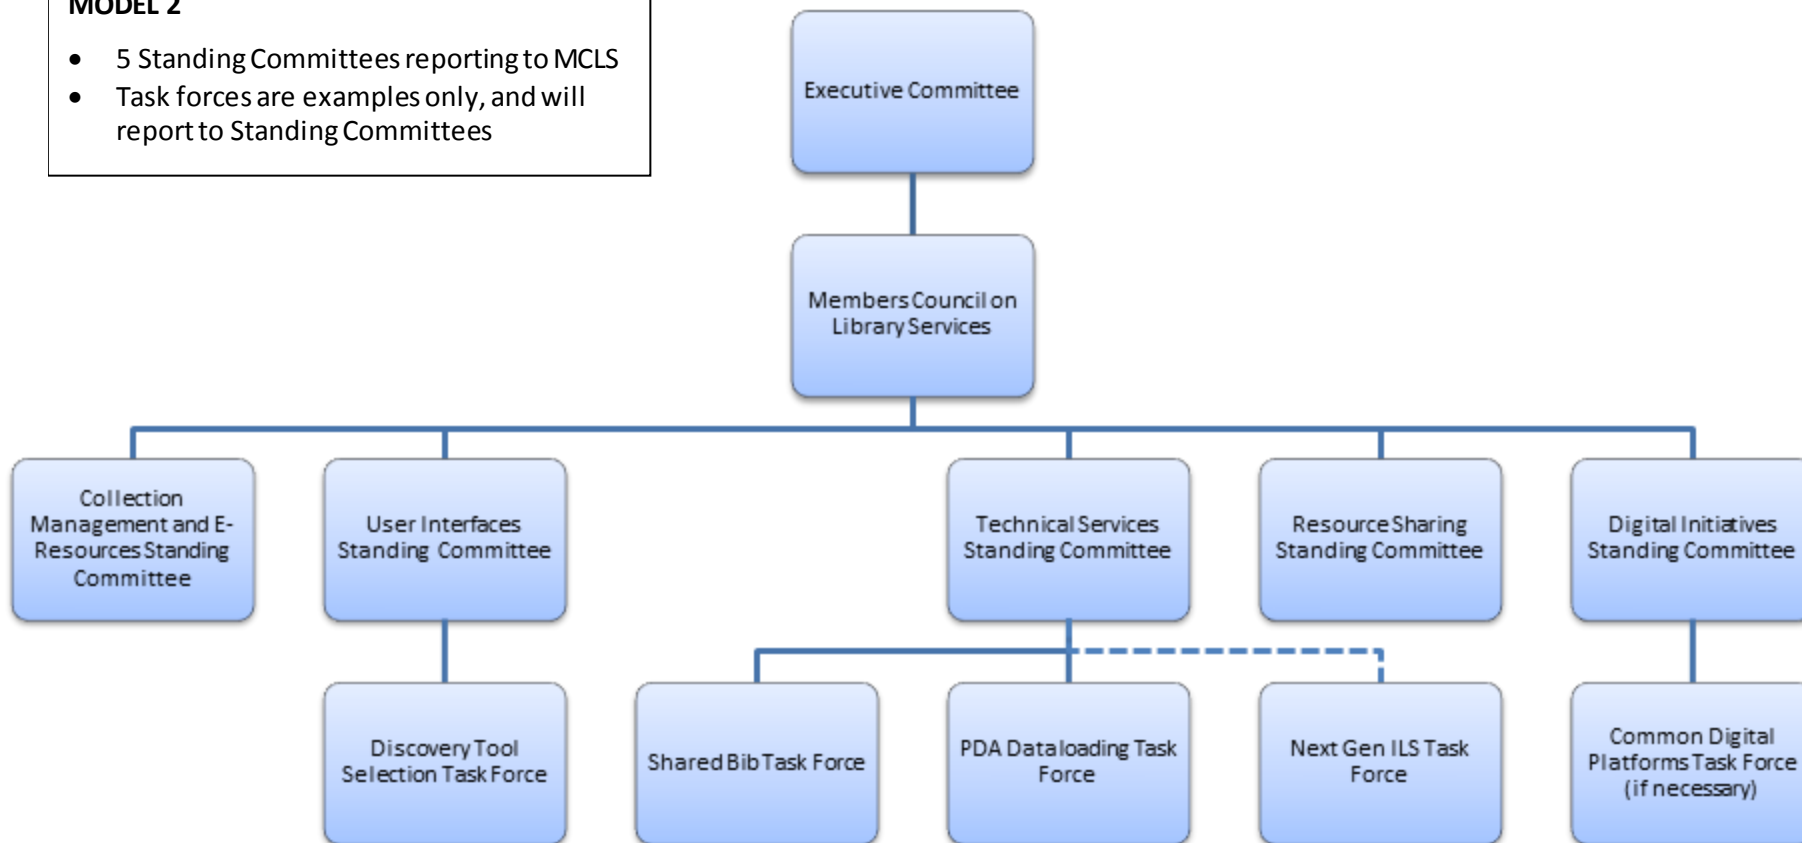 MODEL 2
• 5 Standing Committees reporting to MCLS
• Task forces are examples only, and will
report to Standing Committees
Executive Committee
Members Council on
Library Services
Collection
Management and E-
Resources Standing
Committee
User Interfaces
Standing Committee
Technical Services
Standing Committee
Resource Sharing
Standing Committee
Digital Initiatives
Standing Committee
Discovery Tool
Selection Task Force
Shared Bib Task Force
PDA Dataloading Task
Force
Next Gen ILS Task
Force
Common Digital
Platforms Task Force
(if necessary)